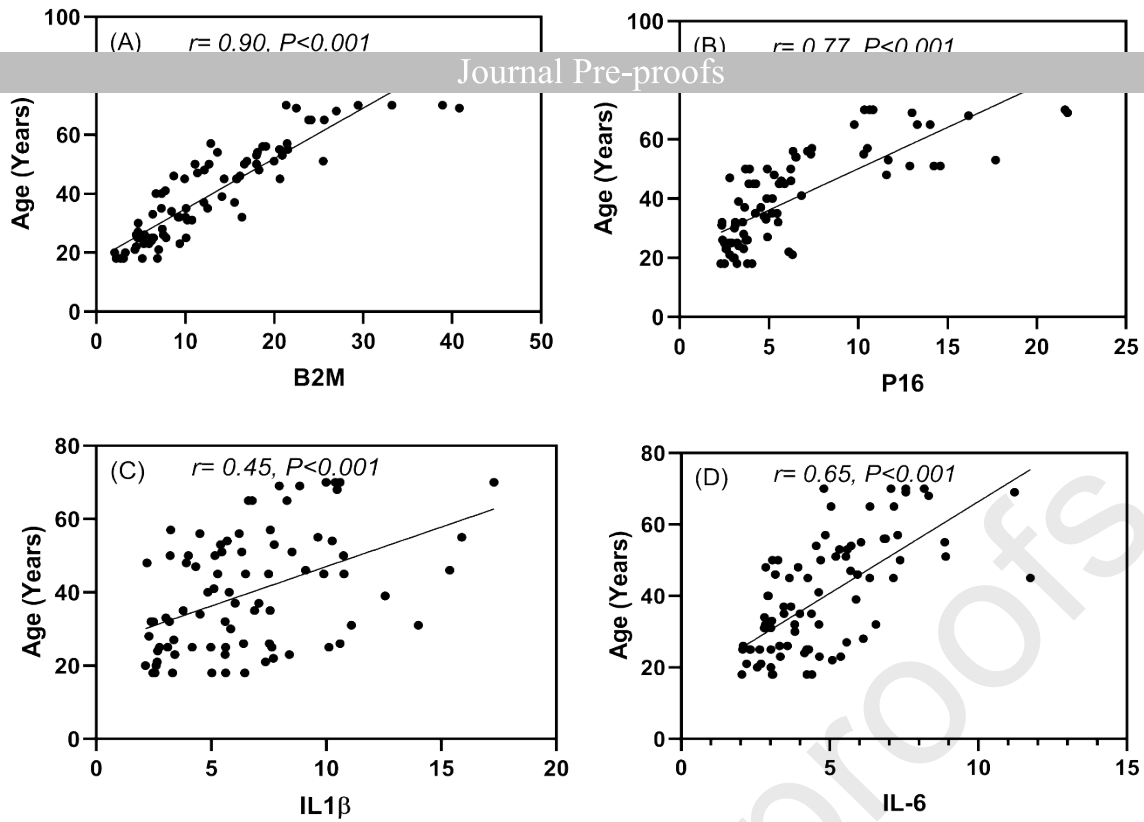 100
(A)
r= 0.90, P<0.001
100
(B)
r= 0.77, P<0.001
Journal Pre-proofs
Age (Years)
60
40
20
0
0 10 20 30 40 50
B2M
Age (Years)
60
40
20
0
0 5 10 15 20 25
P16
80
(C)
r= 0.45, P<0.001
Age (Years)
60
40
20
0
0 5 10 15 20
IL1β
80
(D)
r= 0.65, P<0.001
Age (Years)
60
40
20
0
0 5 10 15
IL-6
proofs